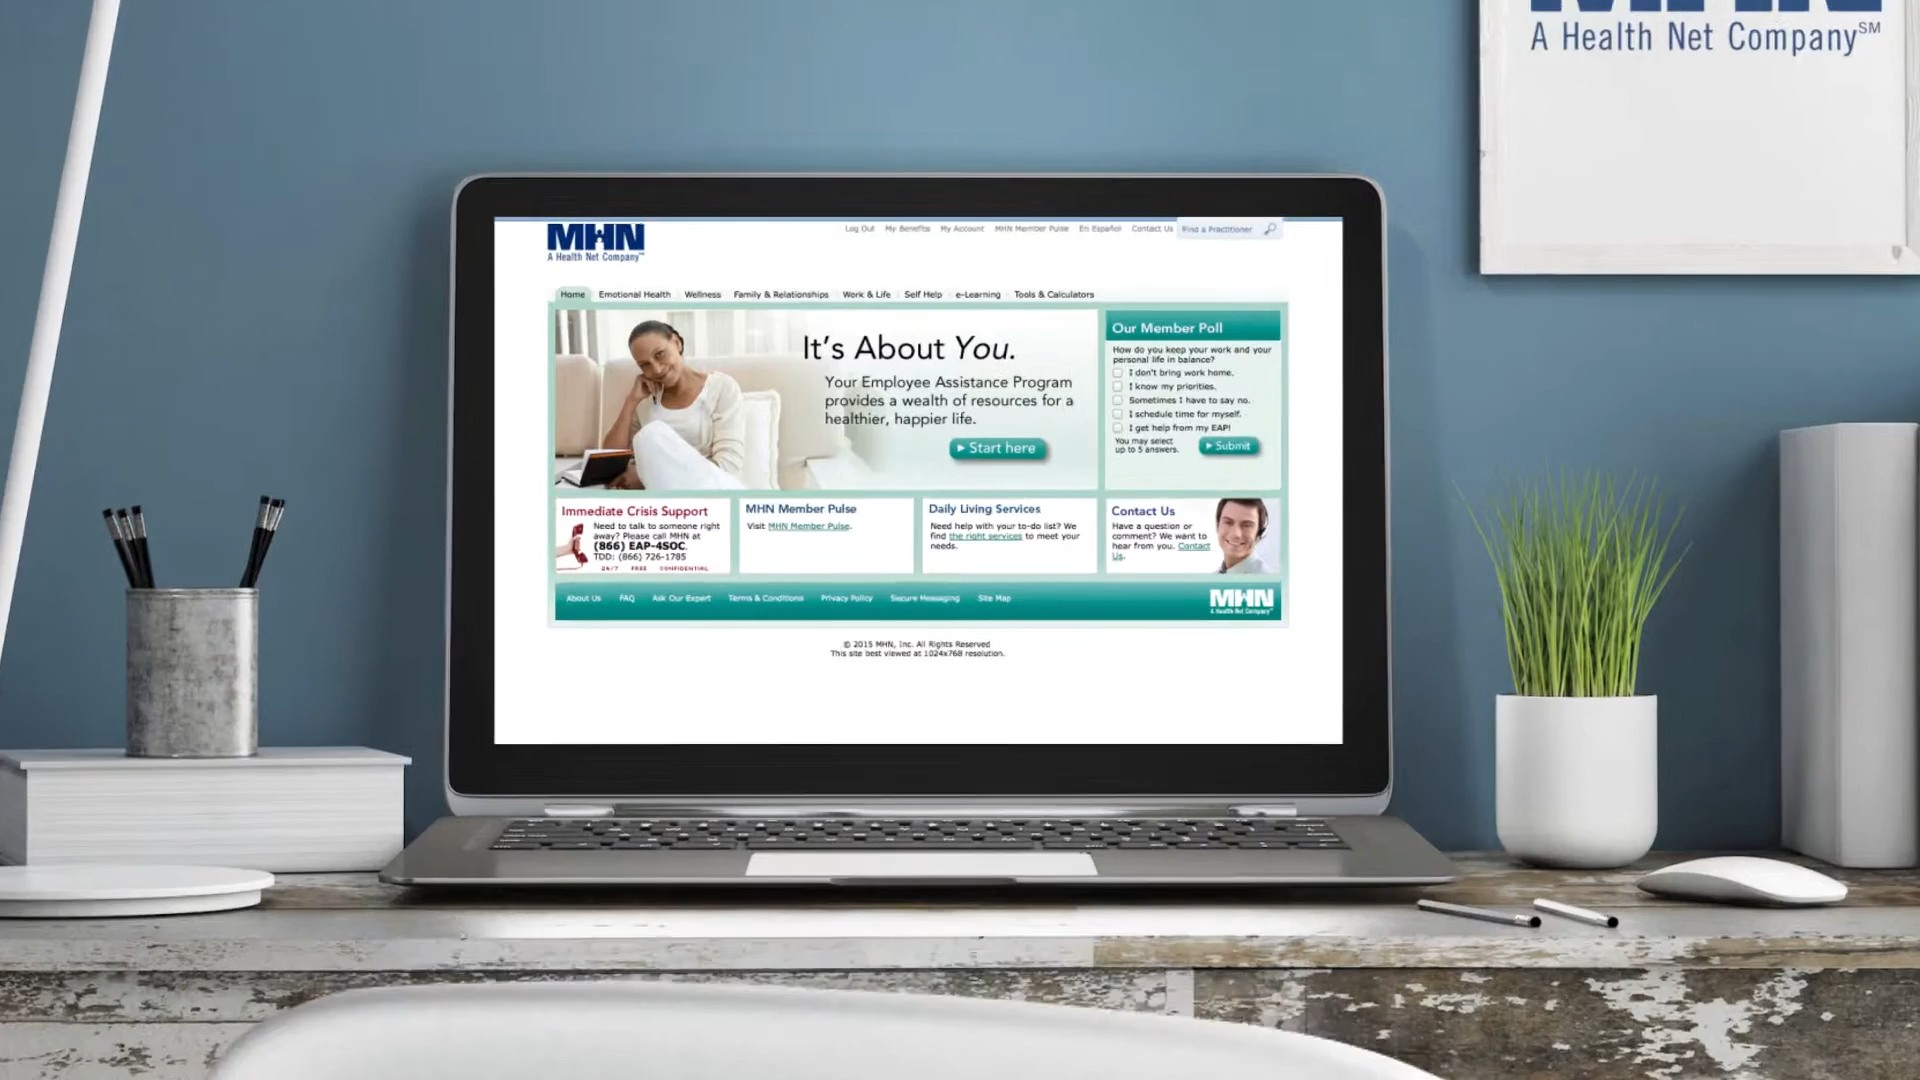 MHN
A Health Net Company℠
MHN
A Health Net Company℠
Log Out My Benefits My Account MHN Member Pulse En Español Contact Us Find a Practitioner
Home Emotional Health Wellness Family & Relationships Work & Life Self Help e-Learning Tools & Calculators
It's About You.
Your Employee Assistance Program
provides a wealth of resources for a
healthier, happier life.
Start here
Our Member Poll
How do you keep your work and your
personal life in balance?
I don't bring work home.
I know my priorities.
Sometimes I have to say no.
I schedule time for myself.
I get help from my EAP!
You may select
up to 5 answers.
Submit
Immediate Crisis Support
Need to talk to someone right
away? Please call MHN at
(866) EAP-4SOC.
TDD: (866) 726-1785
24/7 FREE CONFIDENTIAL
MHN Member Pulse
Visit MHN Member Pulse.
Daily Living Services
Need help with your to-do list? We
find the right services to meet your
needs.
Contact Us
Have a question or
comment? We want to
hear from you. Contact
Us.
About Us FAQ Ask Our Expert Terms & Conditions Privacy Policy Secure Messaging Site Map
MHN
A Health Net Company℠
© 2015 MHN, Inc. All Rights Reserved
This site best viewed at 1024x768 resolution.